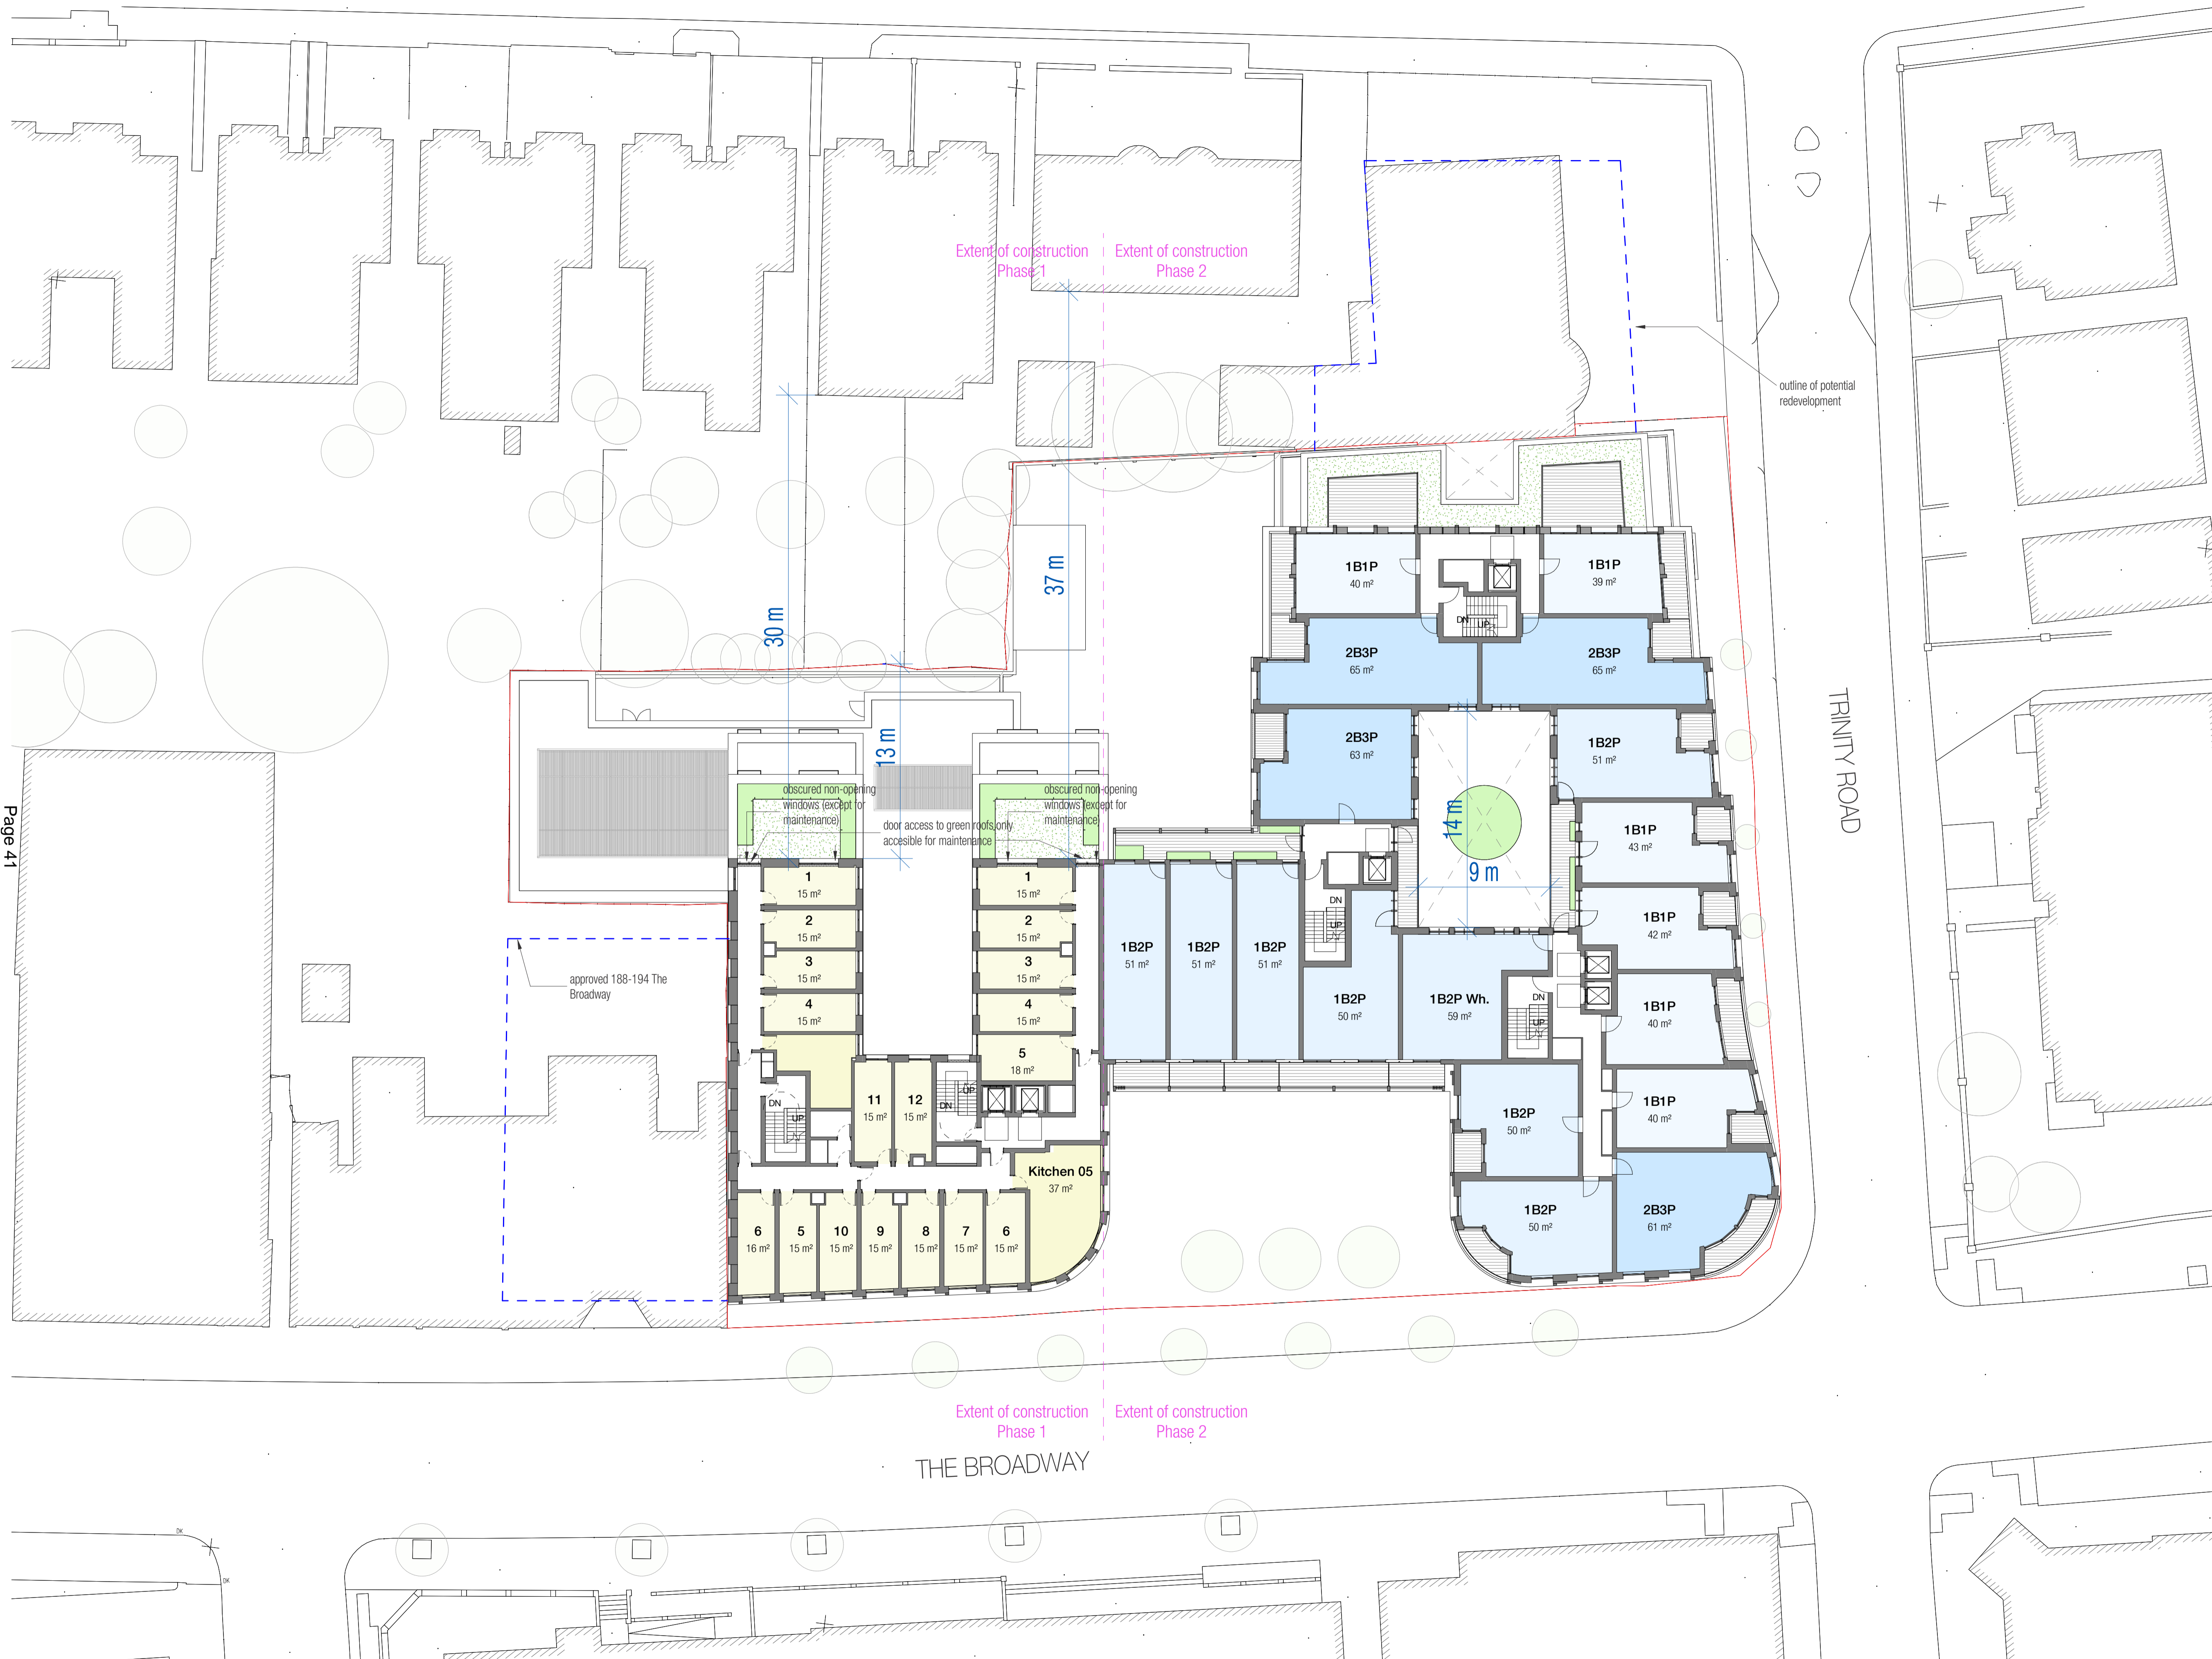 Extent of construction
Phase 1
Extent of construction
Phase 2
outline of potential
redevelopment
37 m
30 m
13 m
TRINITY ROAD
Page 41
1B1P
40 m²
1B1P
39 m²
DN
UP
2B3P
65 m²
2B3P
65 m²
2B3P
63 m²
1B2P
51 m²
14 m
9 m
1B1P
43 m²
1B1P
42 m²
1B1P
40 m²
1B1P
40 m²
2B3P
61 m²
1B2P
50 m²
1B2P
50 m²
DN
UP
1B2P Wh.
59 m²
1B2P
50 m²
DN
UP
1B2P
51 m²
1B2P
51 m²
1B2P
51 m²
obscured non-opening
windows (except for
maintenance)
obscured non-opening
windows (except for
maintenance)
door access to green roofs only
accesible for maintenance
approved 188-194 The
Broadway
1
15 m²
2
15 m²
3
15 m²
4
15 m²
1
15 m²
2
15 m²
3
15 m²
4
15 m²
5
18 m²
11
15 m²
12
15 m²
DN
UP
DN
UP
Kitchen 05
37 m²
6
16 m²
5
15 m²
10
15 m²
9
15 m²
8
15 m²
7
15 m²
6
15 m²
Extent of construction
Phase 1
Extent of construction
Phase 2
THE BROADWAY
DK
DK